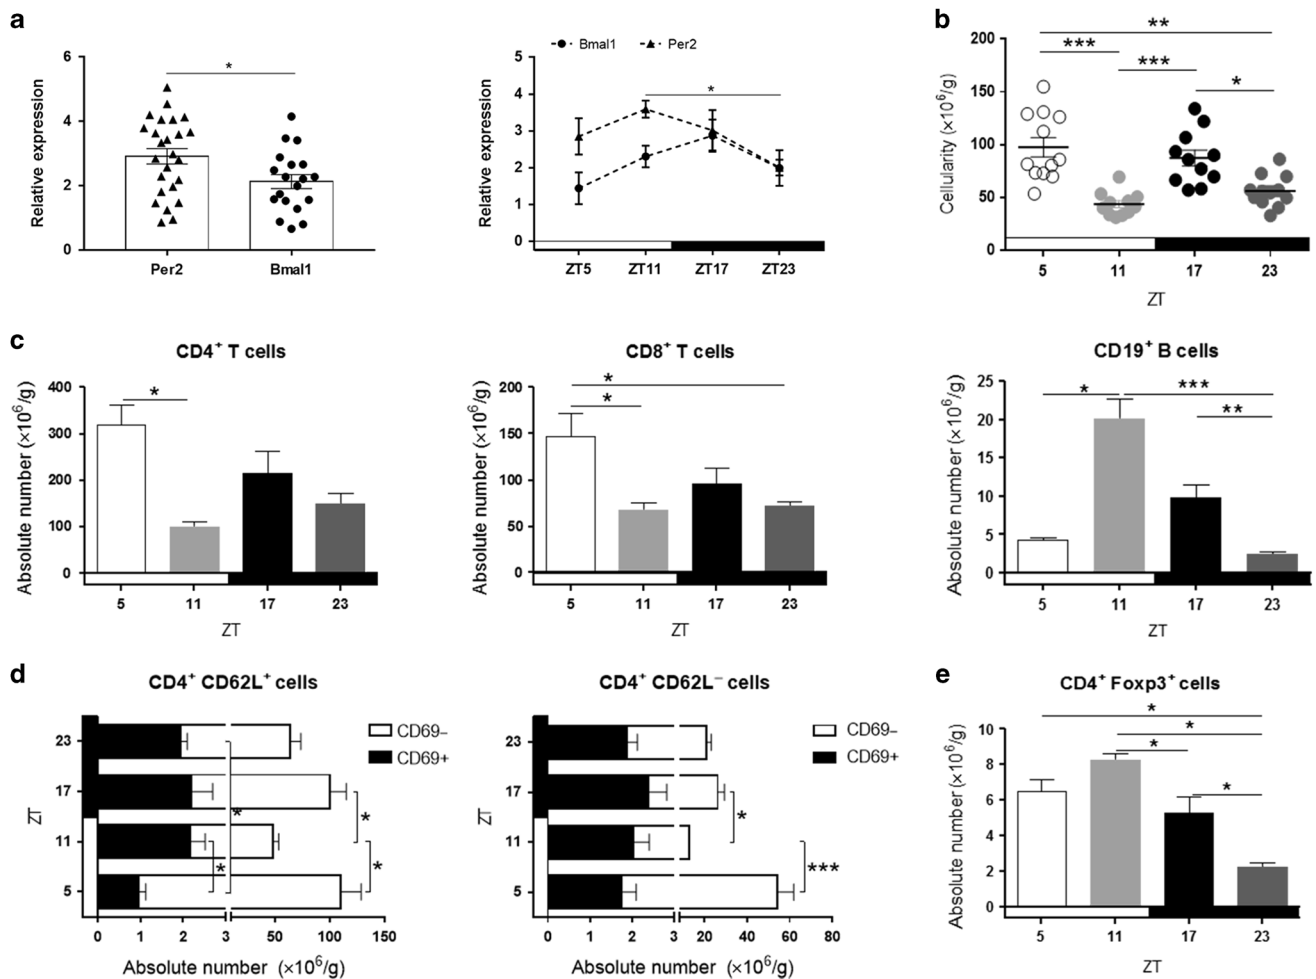 a
6
4
2
0
Relative expression
*
Per2 Bmal1
Bmal1 Per2
5
4
3
2
1
0
Relative expression
*
ZT5 ZT11 ZT17 ZT23
b
200
150
100
50
0
Cellularity (×10⁶/g)
**
***
***
*
5 11 17 23
ZT
c
CD4⁺ T cells
400
300
200
100
0
Absolute number (×10⁶/g)
*
5 11 17 23
ZT
CD8⁺ T cells
200
150
100
50
0
Absolute number (×10⁶/g)
*
*
5 11 17 23
ZT
CD19⁺ B cells
25
20
15
10
5
0
Absolute number (×10⁶/g)
* ***
**
5 11 17 23
ZT
d
CD4⁺ CD62L⁺ cells
CD69–
CD69+
23
17
11
5
ZT
*
*
*
*
0 1 2 3 50 100 150
Absolute number (×10⁶/g)
CD4⁺ CD62L⁻ cells
CD69–
CD69+
23
17
11
5
ZT
*
***
0 1 2 3 20 40 60 80
Absolute number (×10⁶/g)
e
CD4⁺ Foxp3⁺ cells
10
8
6
4
2
0
Absolute number (×10⁶/g)
*
*
*
*
5 11 17 23
ZT